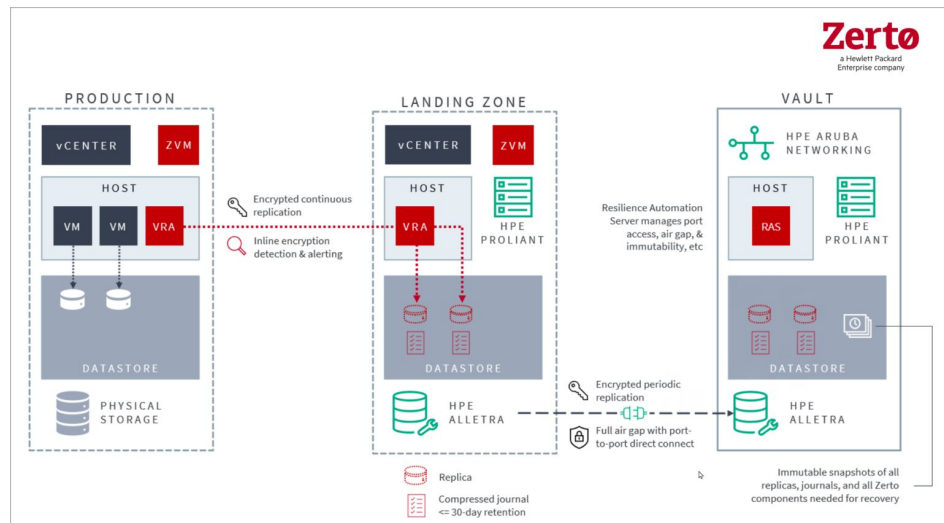 Zertø
a Hewlett Packard
Enterprise company
PRODUCTION
vCENTER
ZVM
HOST
VM
VM
VRA
DATASTORE
PHYSICAL
STORAGE
Encrypted continuous
replication
Inline encryption
detection & alerting
LANDING ZONE
vCENTER
ZVM
HOST
VRA
HPE
PROLIANT
DATASTORE
HPE
ALLETRA
Replica
Compressed journal
<= 30-day retention
Resilience Automation
Server manages port
access, air gap, &
immutability, etc
Encrypted periodic
replication
Full air gap with port-
to-port direct connect
VAULT
HPE ARUBA
NETWORKING
HOST
RAS
HPE
PROLIANT
DATASTORE
HPE
ALLETRA
Immutable snapshots of all
replicas, journals, and all Zerto
components needed for recovery